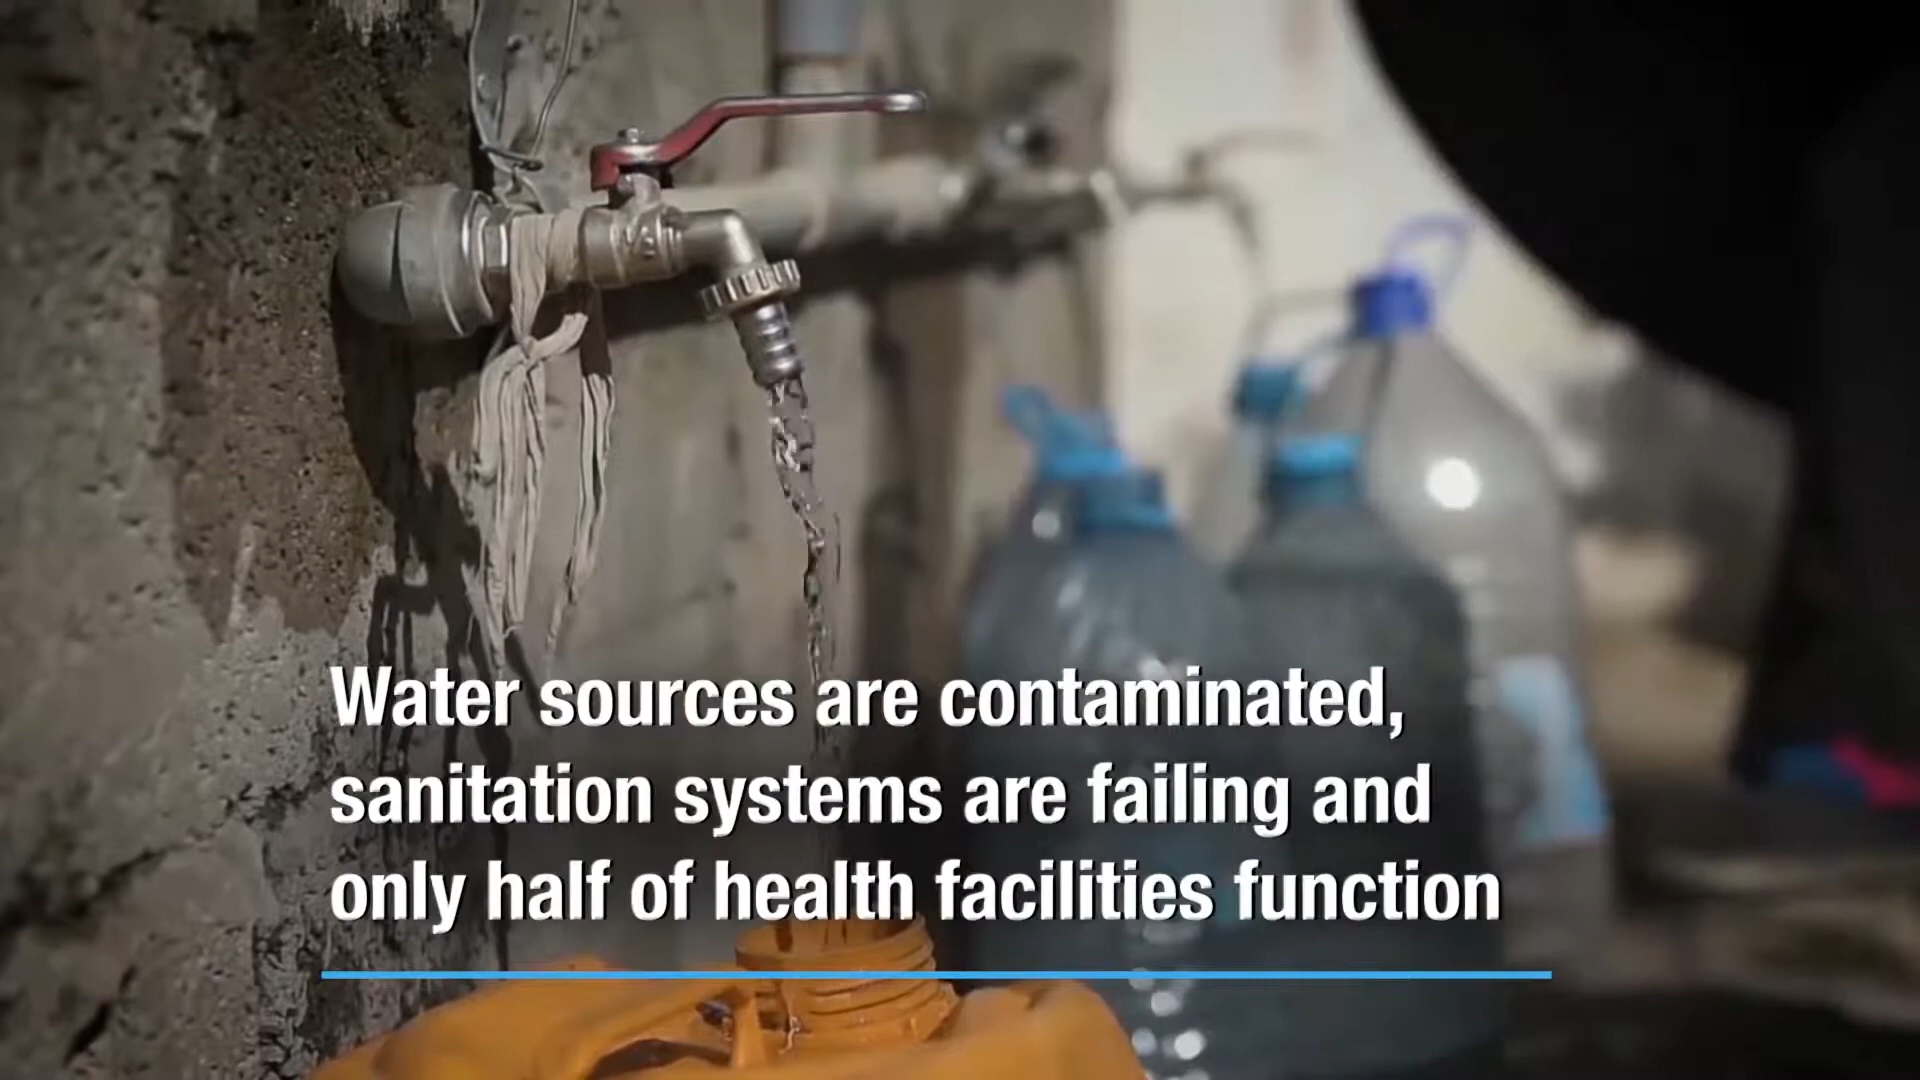 Water sources are contaminated,
sanitation systems are failing and
only half of health facilities function